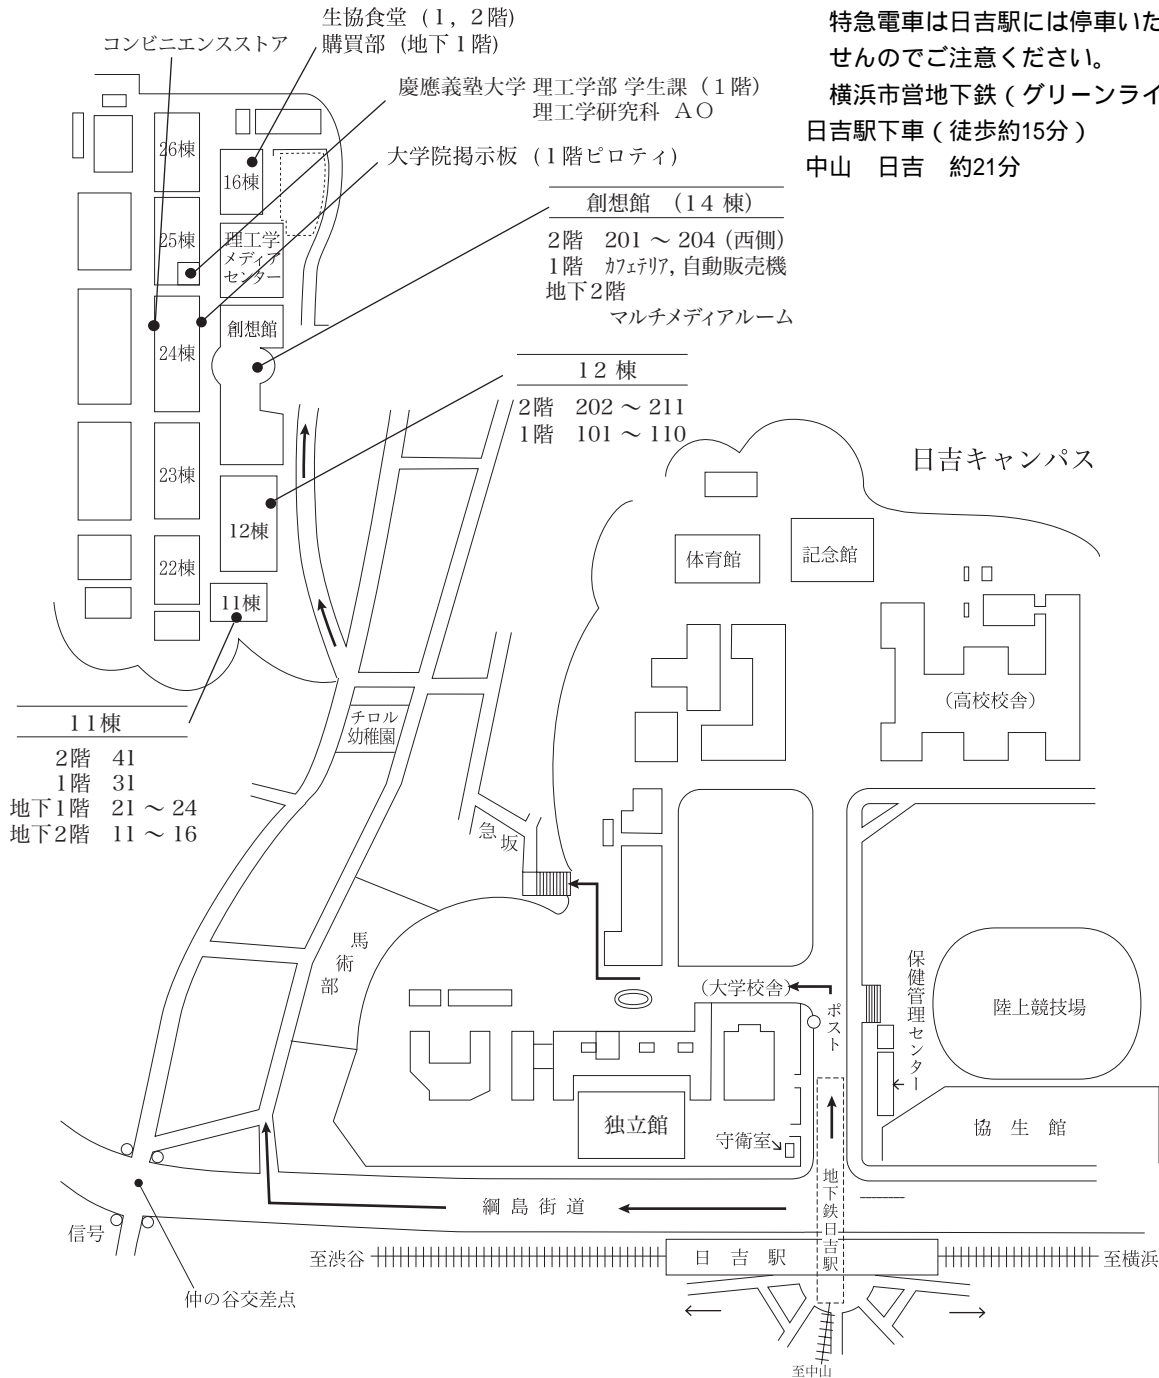 生協食堂 (1, 2階)
購買部 (地下1階)
コンビニエンスストア
慶應義塾大学 理工学部 学生課 (1階)
理工学研究科 AO
大学院掲示板 (1階ピロティ)
特急電車は日吉駅には停車いた
せんのでご注意ください。
横浜市営地下鉄(グリーンライ
日吉駅下車(徒歩約15分)
中山 日吉 約21分
創想館 (14棟)
2階 201 ～ 204 (西側)
1階 カフェテリア, 自動販売機
地下2階
マルチメディアルーム
12棟
2階 202 ～ 211
1階 101 ～ 110
26棟
16棟
25棟
理工学
メディア
センター
創想館
24棟
23棟
12棟
22棟
11棟
11棟
2階 41
1階 31
地下1階 21 ～ 24
地下2階 11 ～ 16
日吉キャンパス
体育館
記念館
(高校校舎)
チロル
幼稚園
急坂
馬術部
(大学校舎)
ポスト
保健管理センター
陸上競技場
独立館
守衛室
協生館
地下鉄日吉駅
綱島街道
信号
仲の谷交差点
至渋谷
日吉駅
至横浜
至中山